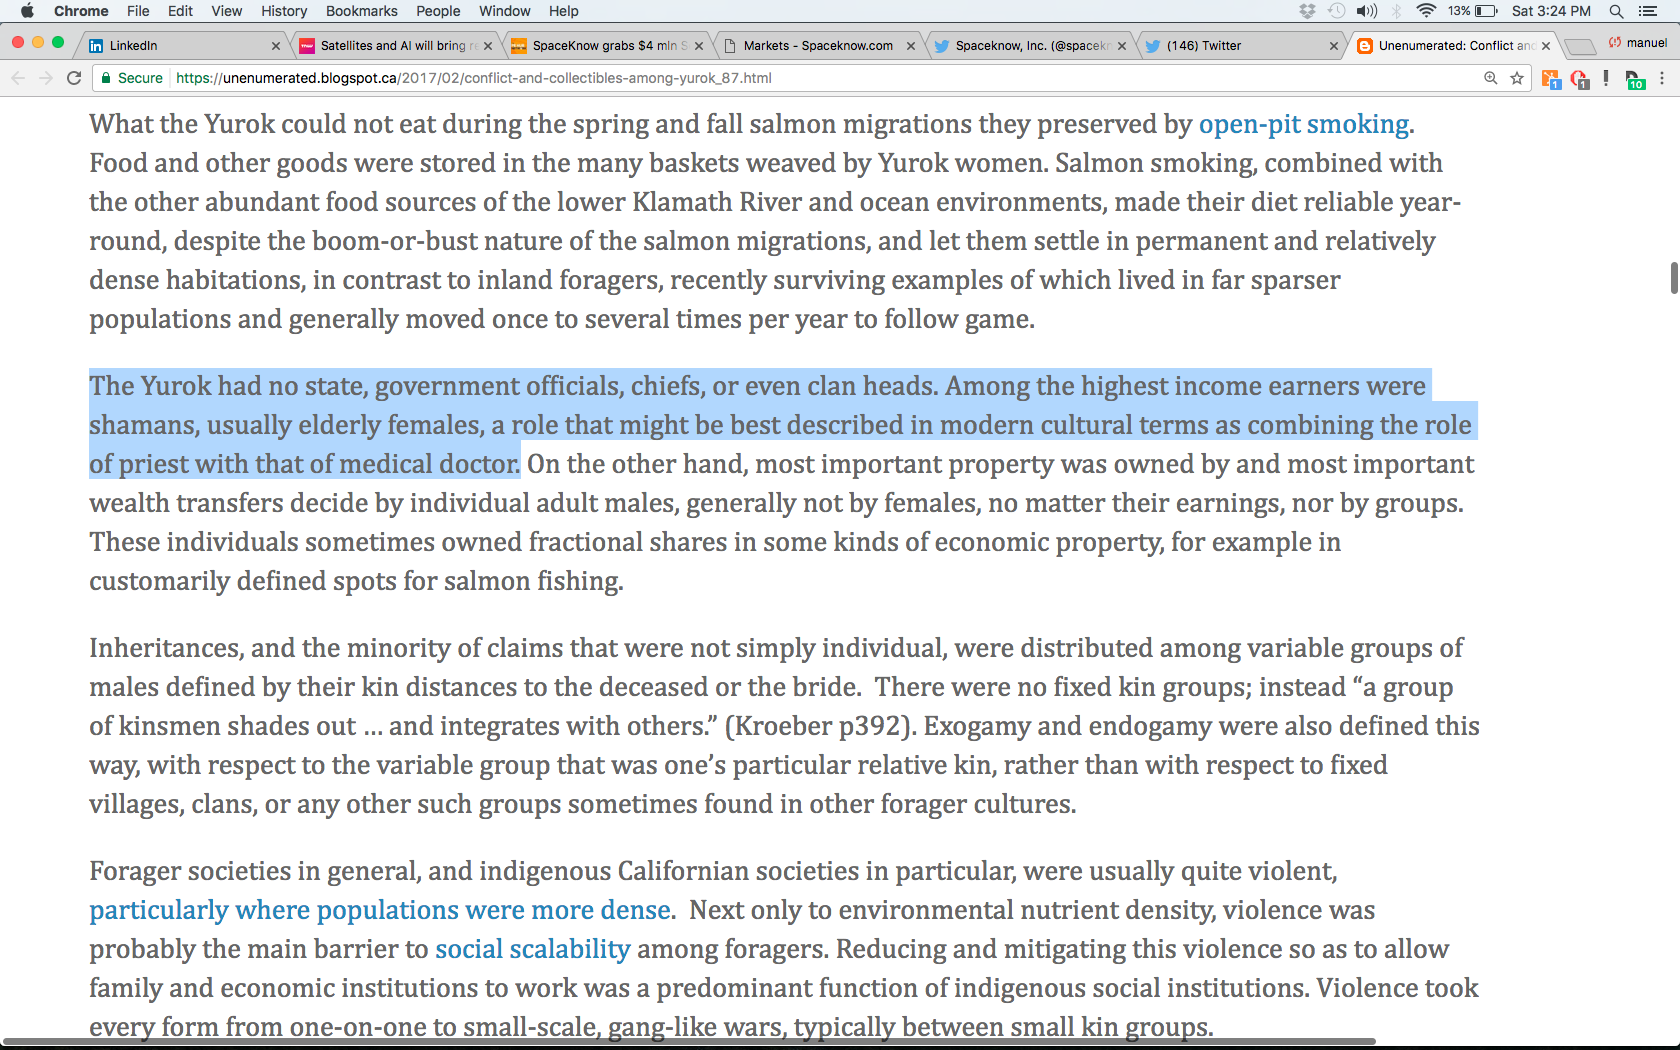 Chrome File Edit View History Bookmarks People Window Help 13% Sat 3:24 PM
LinkedIn
Satellites and AI will bring
SpaceKnow grabs $4 mln
Markets - Spaceknow.com
Spaceknow, Inc. (@spacekn
(146) Twitter
Unenumerated: Conflict and
manuel
Secure https://unenumerated.blogspot.ca/2017/02/conflict-and-collectibles-among-yurok_87.html
1
1
10
What the Yurok could not eat during the spring and fall salmon migrations they preserved by open-pit smoking.
Food and other goods were stored in the many baskets weaved by Yurok women. Salmon smoking, combined with
the other abundant food sources of the lower Klamath River and ocean environments, made their diet reliable year-
round, despite the boom-or-bust nature of the salmon migrations, and let them settle in permanent and relatively
dense habitations, in contrast to inland foragers, recently surviving examples of which lived in far sparser
populations and generally moved once to several times per year to follow game.
The Yurok had no state, government officials, chiefs, or even clan heads. Among the highest income earners were
shamans, usually elderly females, a role that might be best described in modern cultural terms as combining the role
of priest with that of medical doctor. On the other hand, most important property was owned by and most important
wealth transfers decide by individual adult males, generally not by females, no matter their earnings, nor by groups.
These individuals sometimes owned fractional shares in some kinds of economic property, for example in
customarily defined spots for salmon fishing.
Inheritances, and the minority of claims that were not simply individual, were distributed among variable groups of
males defined by their kin distances to the deceased or the bride.  There were no fixed kin groups; instead “a group
of kinsmen shades out … and integrates with others.” (Kroeber p392). Exogamy and endogamy were also defined this
way, with respect to the variable group that was one’s particular relative kin, rather than with respect to fixed
villages, clans, or any other such groups sometimes found in other forager cultures.
Forager societies in general, and indigenous Californian societies in particular, were usually quite violent,
particularly where populations were more dense.  Next only to environmental nutrient density, violence was
probably the main barrier to social scalability among foragers. Reducing and mitigating this violence so as to allow
family and economic institutions to work was a predominant function of indigenous social institutions. Violence took
every form from one-on-one to small-scale, gang-like wars, typically between small kin groups.